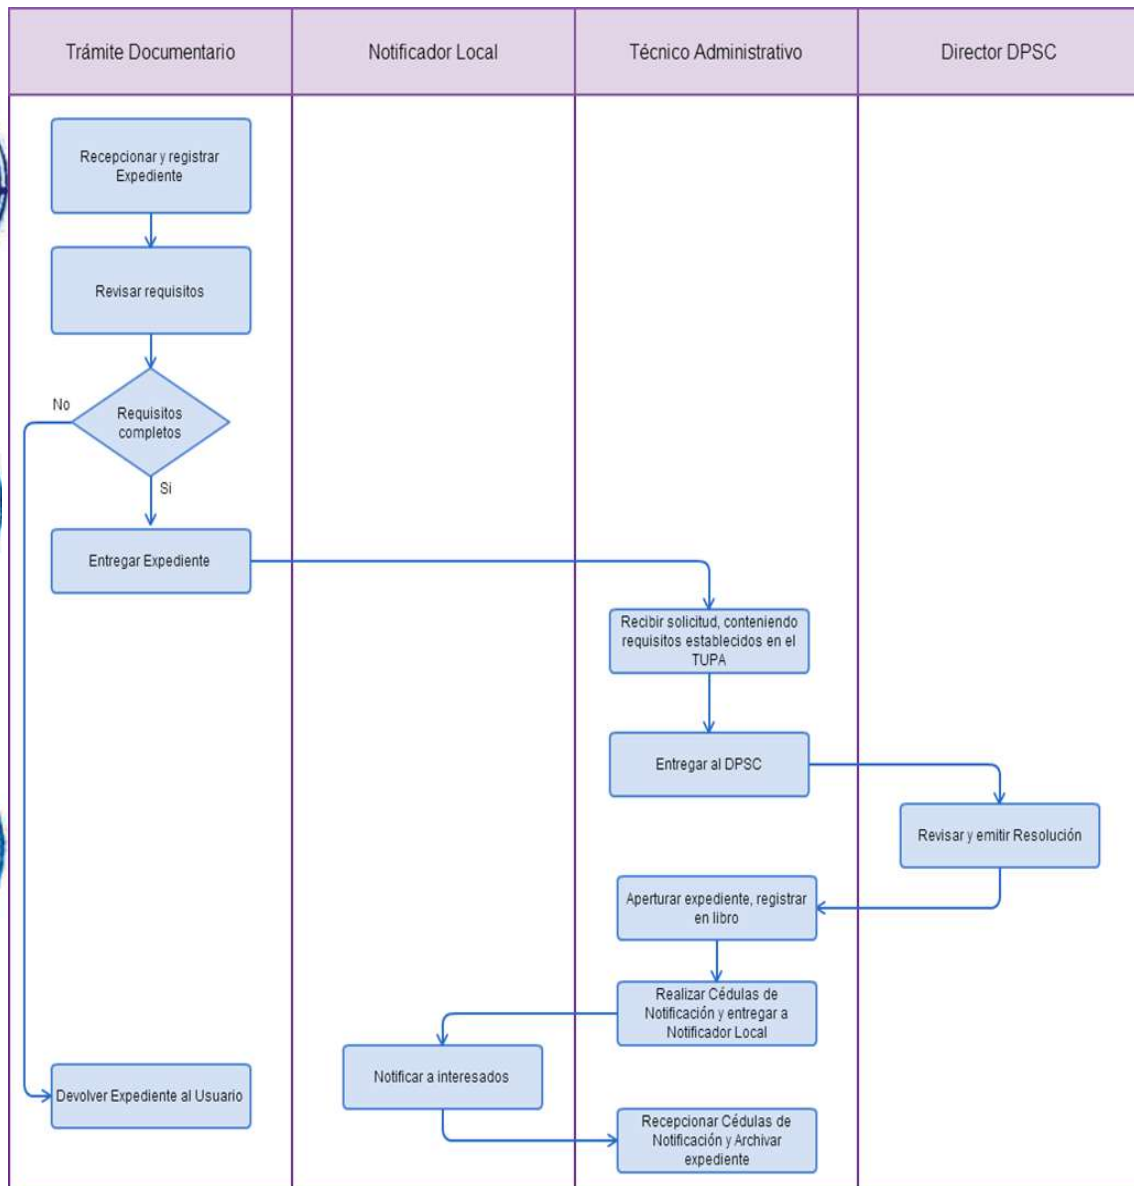 Trámite Documentario
Notificador Local
Técnico Administrativo
Director DPSC
Recepcionar y registrar
Expediente
Revisar requisitos
Requisitos
completos
No
Si
Entregar Expediente
Recibir solicitud, conteniendo
requisitos establecidos en el
TUPA
Entregar al DPSC
Revisar y emitir Resolución
Aperturar expediente, registrar
en libro
Realizar Cédulas de
Notificación y entregar a
Notificador Local
Notificar a interesados
Devolver Expediente al Usuario
Recepcionar Cédulas de
Notificación y Archivar
expediente